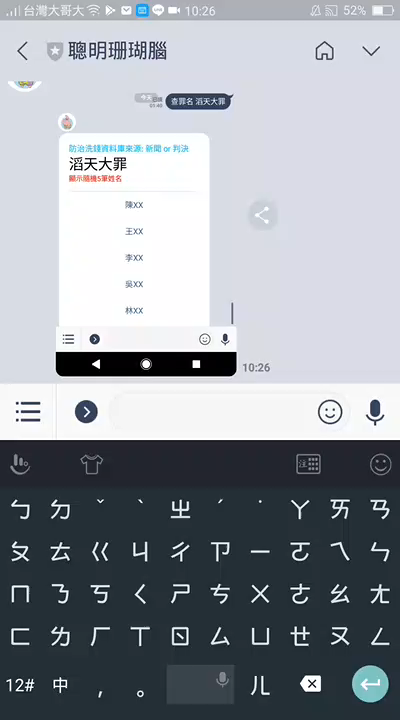 台灣大哥大 10:26 52%
聰明珊瑚腦
今天
查罪名 滔天大罪
防治洗錢資料庫來源: 新聞 or 判決
滔天大罪
顯示隨機5筆姓名
陳XX
王XX
李XX
吳XX
林XX
10:26
注
ㄅ ㄉ ˇ ˋ ㄓ ˊ ˙ ㄚ ㄞ ㄢ
ㄆ ㄊ ㄍ ㄐ ㄔ ㄗ ㄧ ㄛ ㄟ ㄣ
ㄇ ㄋ ㄎ ㄑ ㄕ ㄘ ㄨ ㄜ ㄠ ㄤ
ㄈ ㄌ ㄏ ㄒ ㄖ ㄙ ㄩ ㄝ ㄡ ㄥ
12# 中 , 。 ㄦ